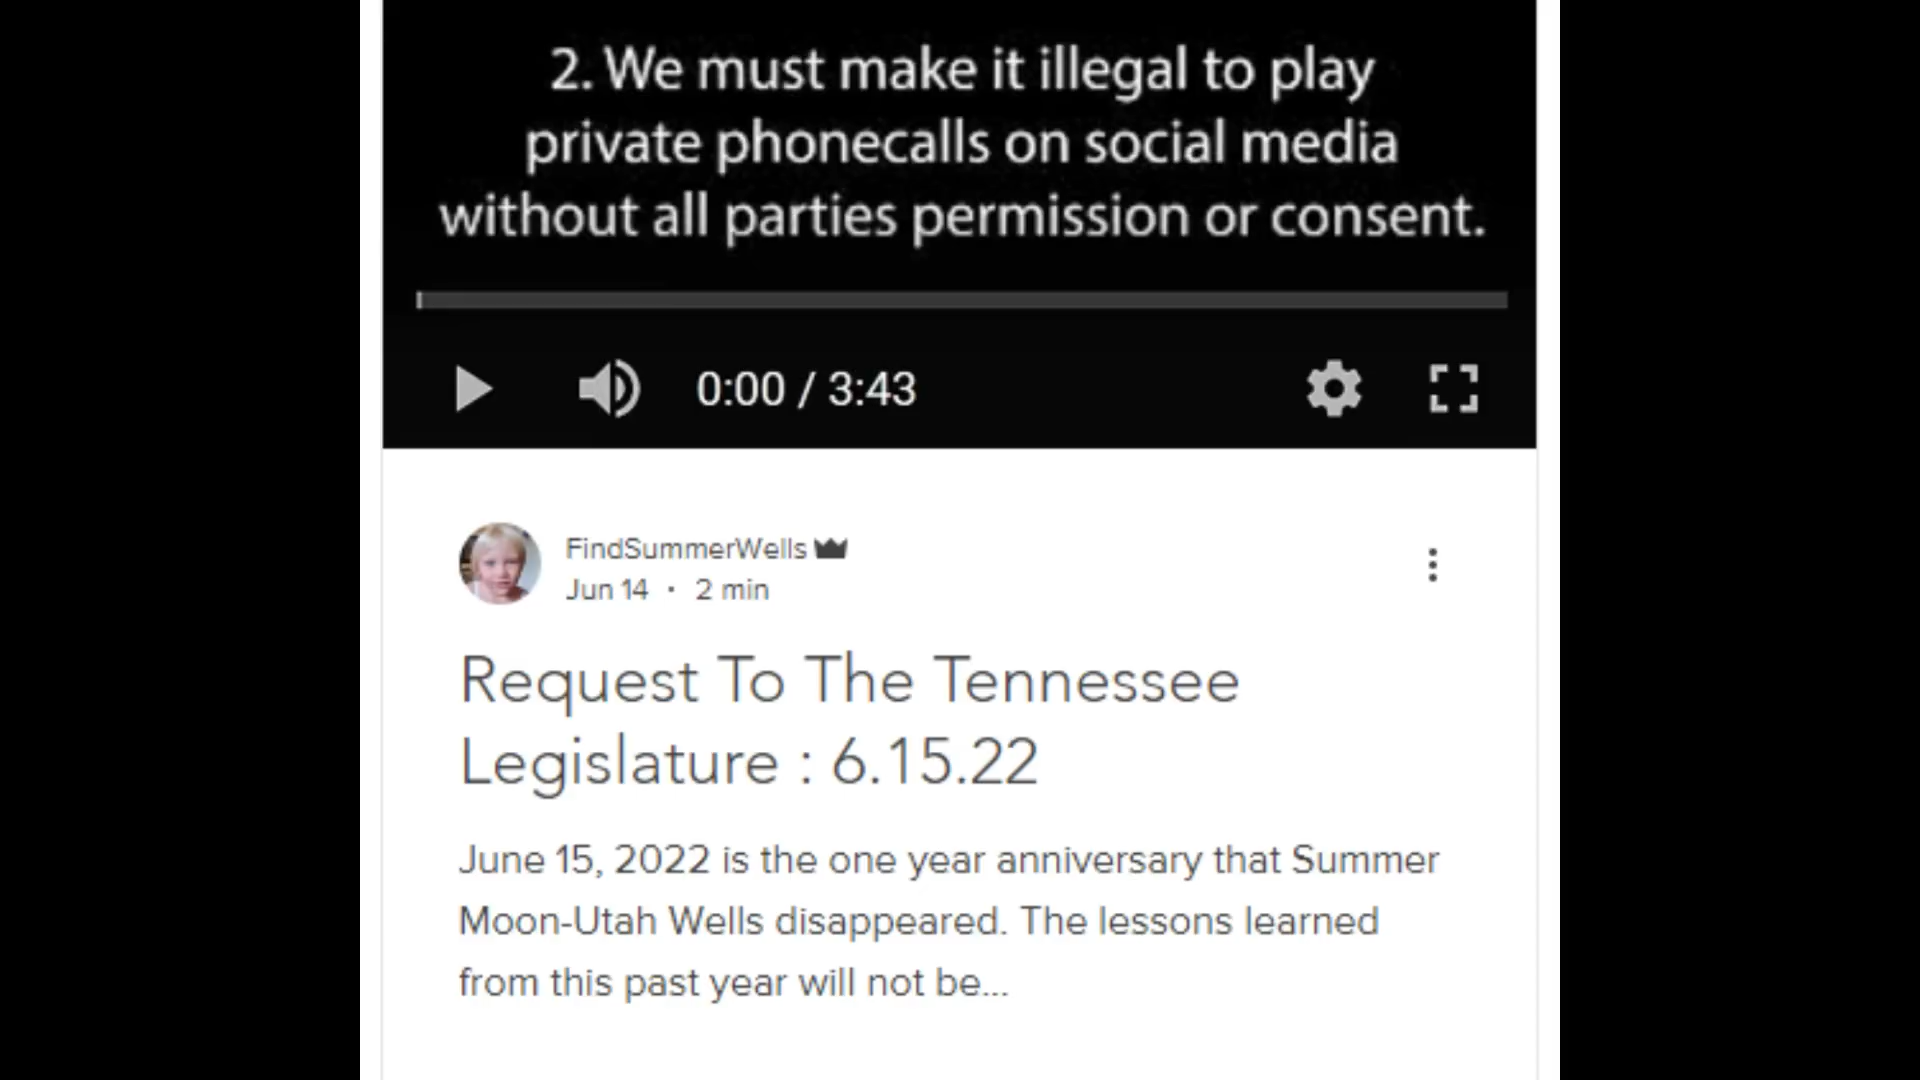 2. We must make it illegal to play
private phonecalls on social media
without all parties permission or consent.
0:00 / 3:43
FindSummerWells
Jun 14 · 2 min
Request To The Tennessee
Legislature : 6.15.22
June 15, 2022 is the one year anniversary that Summer
Moon-Utah Wells disappeared. The lessons learned
from this past year will not be...